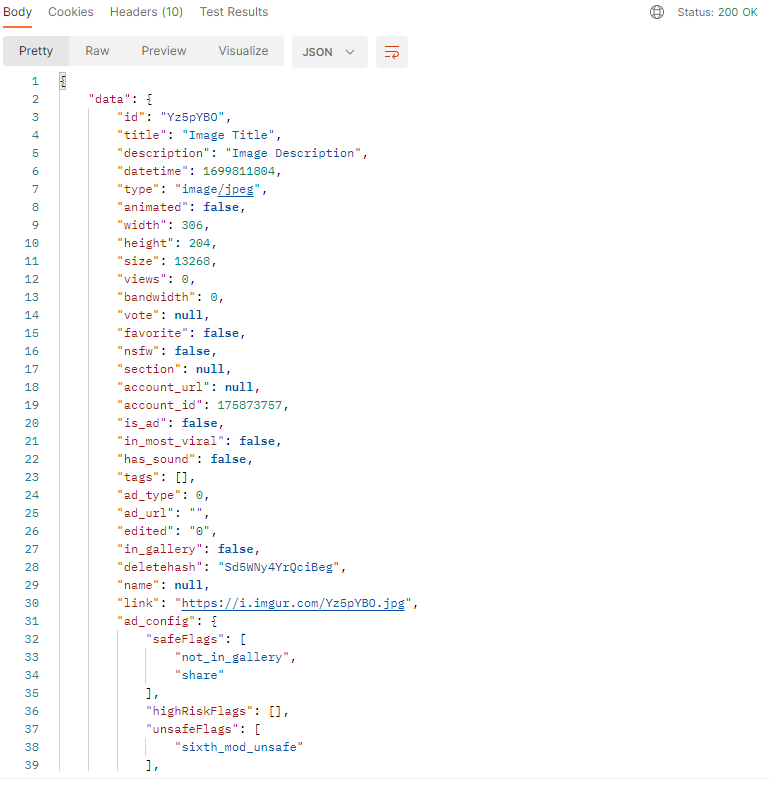 Body Cookies Headers (10) Test Results Status: 200 OK
Pretty Raw Preview Visualize JSON
1 {
2 "data": {
3 "id": "Yz5pYBO",
4 "title": "Image Title",
5 "description": "Image Description",
6 "datetime": 1699811804,
7 "type": "image/jpeg",
8 "animated": false,
9 "width": 306,
10 "height": 204,
11 "size": 13268,
12 "views": 0,
13 "bandwidth": 0,
14 "vote": null,
15 "favorite": false,
16 "nsfw": false,
17 "section": null,
18 "account_url": null,
19 "account_id": 175873757,
20 "is_ad": false,
21 "in_most_viral": false,
22 "has_sound": false,
23 "tags": [],
24 "ad_type": 0,
25 "ad_url": "",
26 "edited": "0",
27 "in_gallery": false,
28 "deletehash": "Sd5WNy4YrQciBeg",
29 "name": null,
30 "link": "https://i.imgur.com/Yz5pYBO.jpg",
31 "ad_config": {
32 "safeFlags": [
33 "not_in_gallery",
34 "share"
35 ],
36 "highRiskFlags": [],
37 "unsafeFlags": [
38 "sixth_mod_unsafe"
39 ],